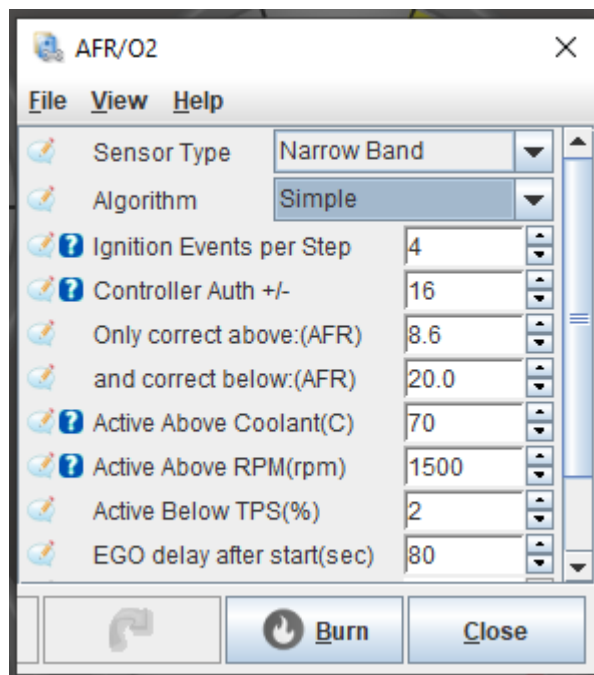 AFR/O2
File View Help
Sensor Type Narrow Band
Algorithm Simple
? Ignition Events per Step 4
? Controller Auth +/- 16
Only correct above:(AFR) 8.6
and correct below:(AFR) 20.0
? Active Above Coolant(C) 70
? Active Above RPM(rpm) 1500
Active Below TPS(%) 2
EGO delay after start(sec) 80
Burn Close